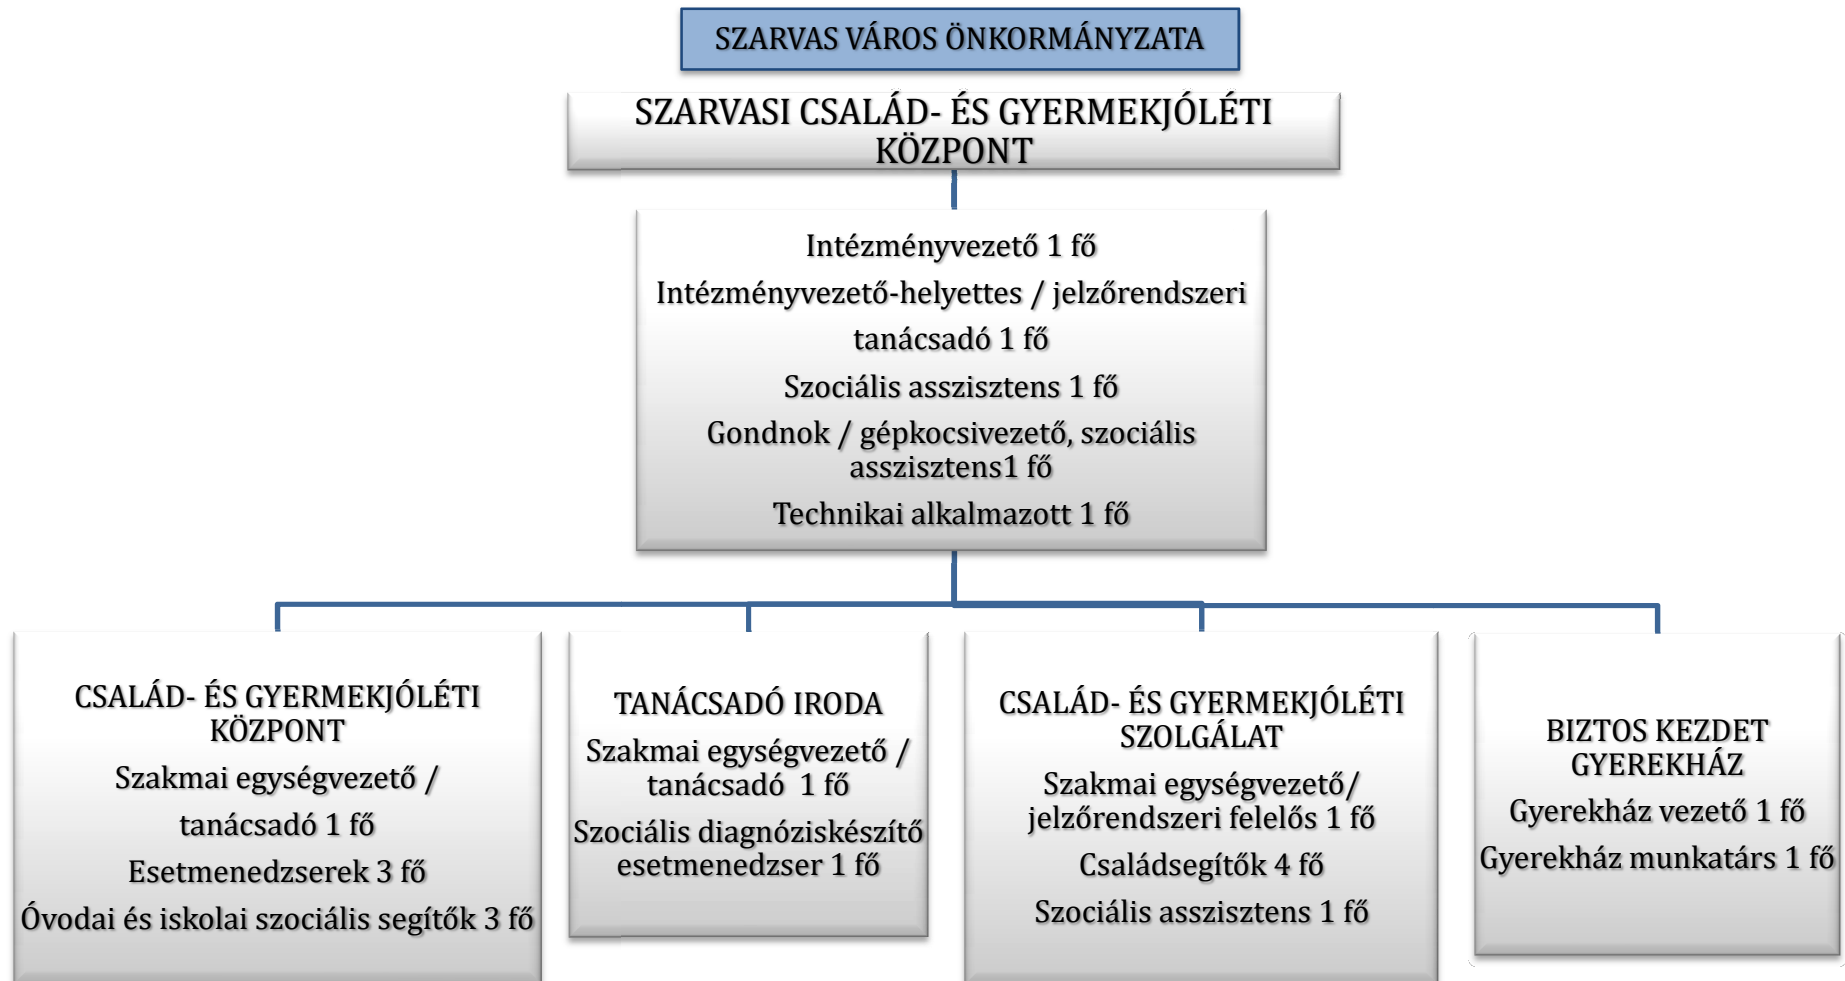 SZARVAS VÁROS ÖNKORMÁNYZATA
SZARVASI CSALÁD- ÉS GYERMEKJÓLÉTI
KÖZPONT
Intézményvezető 1 fő
Intézményvezető-helyettes / jelzőrendszeri
tanácsadó 1 fő
Szociális asszisztens 1 fő
Gondnok / gépkocsivezető, szociális
asszisztens1 fő
Technikai alkalmazott 1 fő
CSALÁD- ÉS GYERMEKJÓLÉTI
KÖZPONT
Szakmai egységvezető /
tanácsadó 1 fő
Esetmenedzserek 3 fő
Óvodai és iskolai szociális segítők 3 fő
TANÁCSADÓ IRODA
Szakmai egységvezető /
tanácsadó 1 fő
Szociális diagnóziskészítő
esetmenedzser 1 fő
CSALÁD- ÉS GYERMEKJÓLÉTI
SZOLGÁLAT
Szakmai egységvezető/
jelzőrendszeri felelős 1 fő
Családsegítők 4 fő
Szociális asszisztens 1 fő
BIZTOS KEZDET
GYEREKHÁZ
Gyerekház vezető 1 fő
Gyerekház munkatárs 1 fő